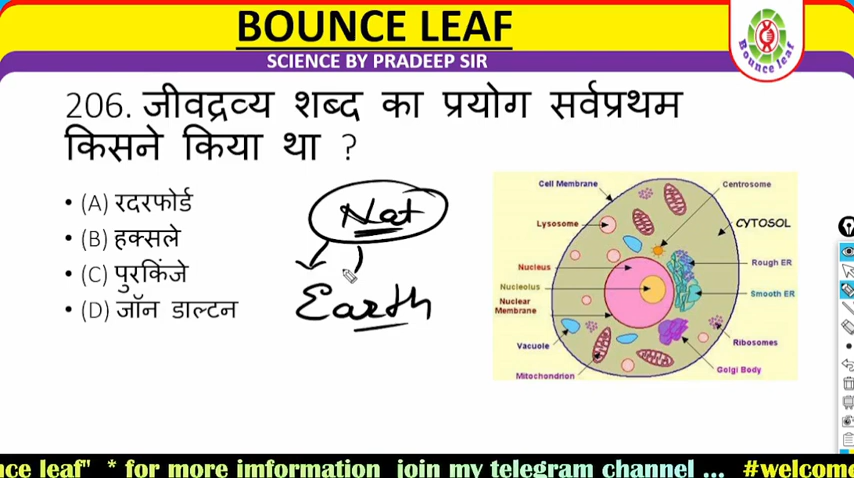 BOUNCE LEAF
SCIENCE BY PRADEEP SIR
Bounce leaf
206. जीवद्रव्य शब्द का प्रयोग सर्वप्रथम
किसने किया था ?
• (A) रदरफोर्ड
• (B) हक्सले
• (C) पुरकिंजे
• (D) जॉन डाल्टन
Not
Earth
Cell Membrane
Centrosome
Lysosome
CYTOSOL
Nucleus
Rough ER
Nucleolus
Smooth ER
Nuclear
Membrane
Vacuole
Ribosomes
Mitochondrion
Golgi Body
nce leaf" * for more imformation join my telegram channel ... #welcome